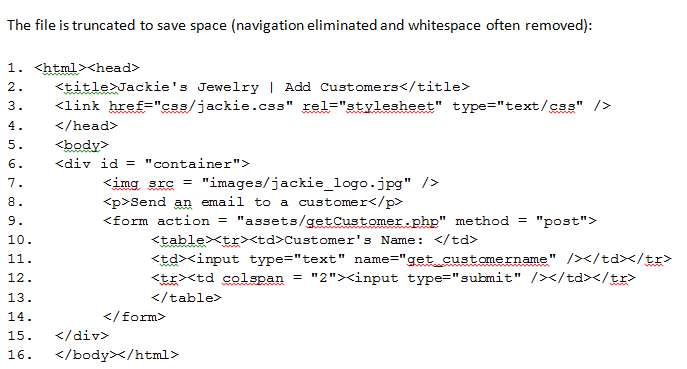 The file is truncated to save space (navigation eliminated and whitespace often removed):
1. <html><head>
2. <title>Jackie's Jewelry | Add Customers</title>
3. <link href="css/jackie.css" rel="stylesheet" type="text/css" />
4. </head>
5. <body>
6. <div id = "container">
7. <img src = "images/jackie_logo.jpg" />
8. <p>Send an email to a customer</p>
9. <form action = "assets/getCustomer.php" method = "post">
10. <table><tr><td>Customer's Name: </td>
11. <td><input type="text" name="get_customername" /></td></tr>
12. <tr><td colspan = "2"><input type="submit" /></td></tr>
13. </table>
14. </form>
15. </div>
16. </body></html>